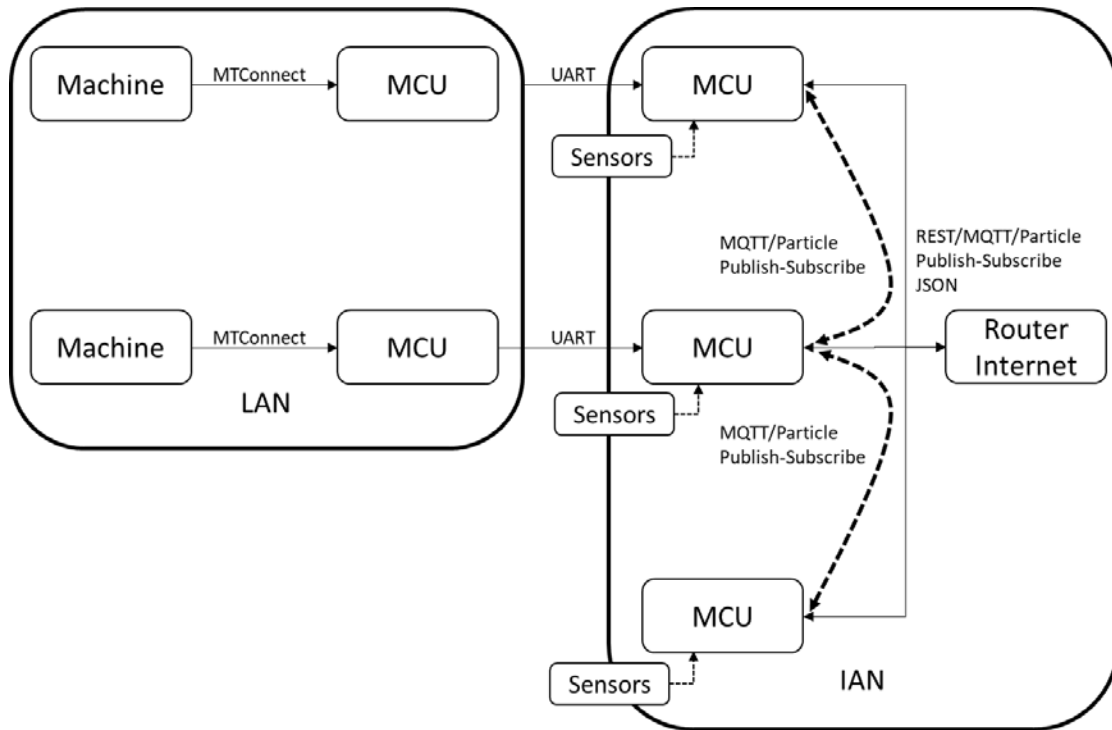 Machine
MTConnect
MCU
UART
MCU
Sensors
MQTT/Particle
Publish-Subscribe
REST/MQTT/Particle
Publish-Subscribe
JSON
Machine
MTConnect
MCU
UART
MCU
Router
Internet
LAN
Sensors
MQTT/Particle
Publish-Subscribe
MCU
Sensors
IAN